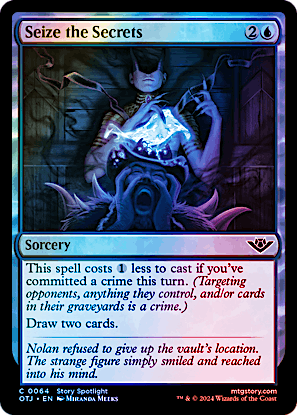 Seize the Secrets 2
Sorcery
This spell costs 1 less to cast if you've
committed a crime this turn. (Targeting
opponents, anything they control, and/or cards
in their graveyards is a crime.)
Draw two cards.
Nolan refused to give up the vault's location.
The strange figure simply smiled and reached
into his mind.
C 0064 Story Spotlight mtgstory.com
OTJ • EN Miranda Meeks ™ & © 2024 Wizards of the Coast